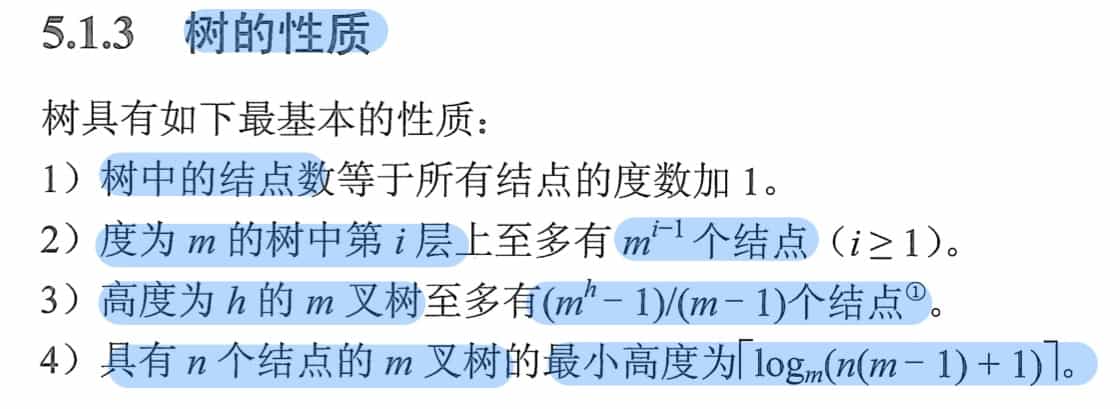 5.1.3 树的性质
树具有如下最基本的性质：
1）树中的结点数等于所有结点的度数加 1。
2）度为 m 的树中第 i 层上至多有 mⁱ⁻¹ 个结点（i ≥ 1）。
3）高度为 h 的 m 叉树至多有(mʰ − 1)/(m − 1)个结点①。
4）具有 n 个结点的 m 叉树的最小高度为⌈logₘ(n(m − 1) + 1)⌉。